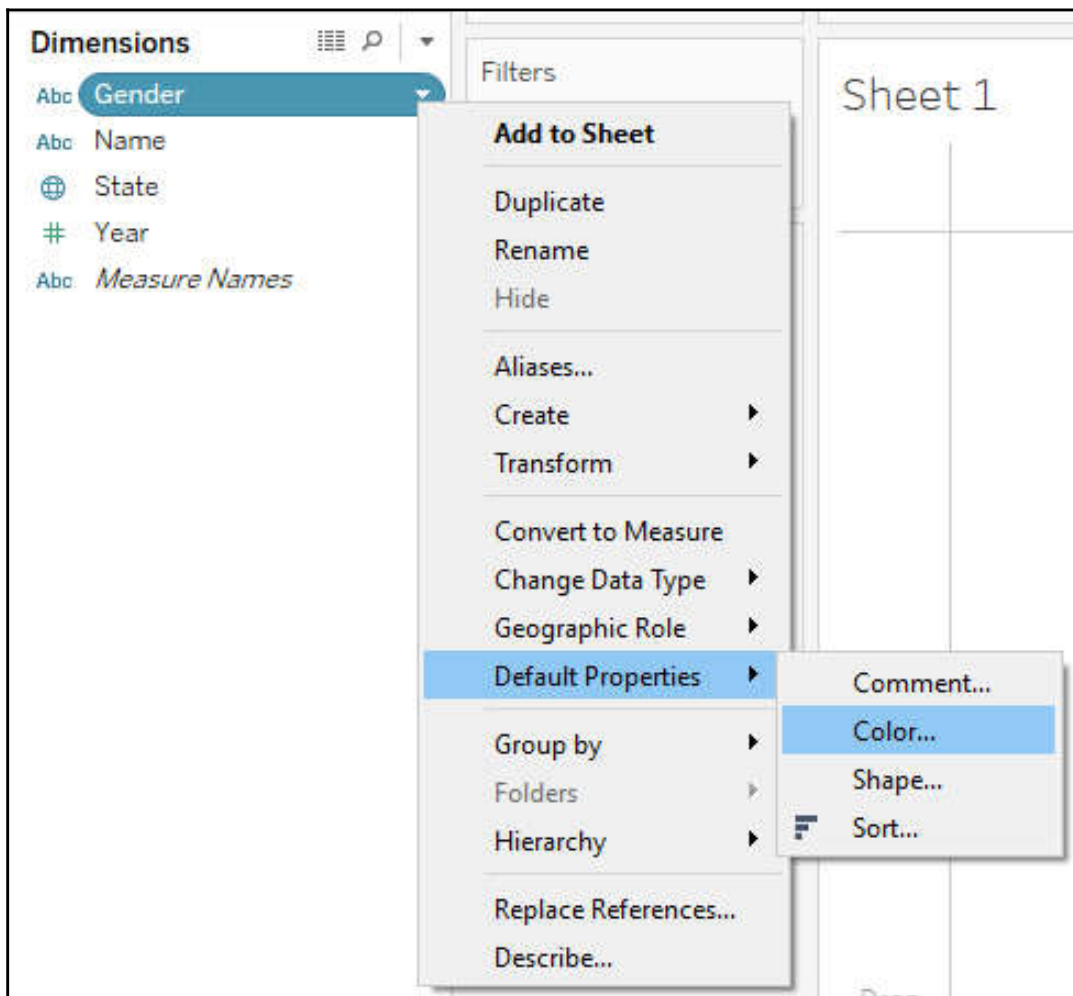 Dimensions
Abc Gender
Abc Name
State
# Year
Abc Measure Names
Filters
Sheet 1
Add to Sheet
Duplicate
Rename
Hide
Aliases...
Create
Transform
Convert to Measure
Change Data Type
Geographic Role
Default Properties
Group by
Folders
Hierarchy
Replace References...
Describe...
Comment...
Color...
Shape...
Sort...